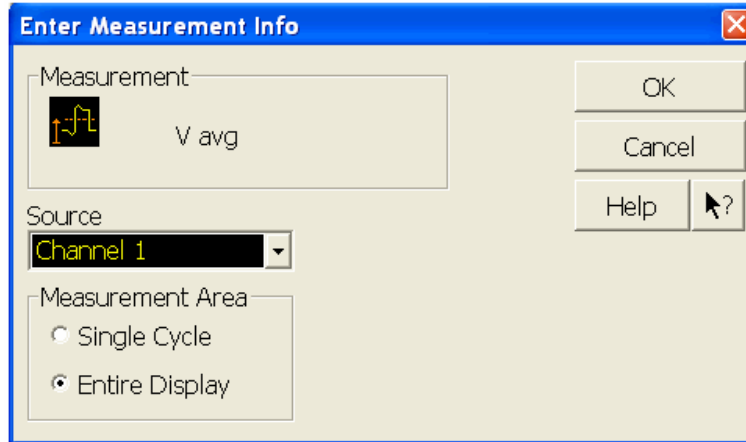 Enter Measurement Info
Measurement
V avg
OK
Cancel
Help
?
Source
Channel 1
Measurement Area
Single Cycle
Entire Display